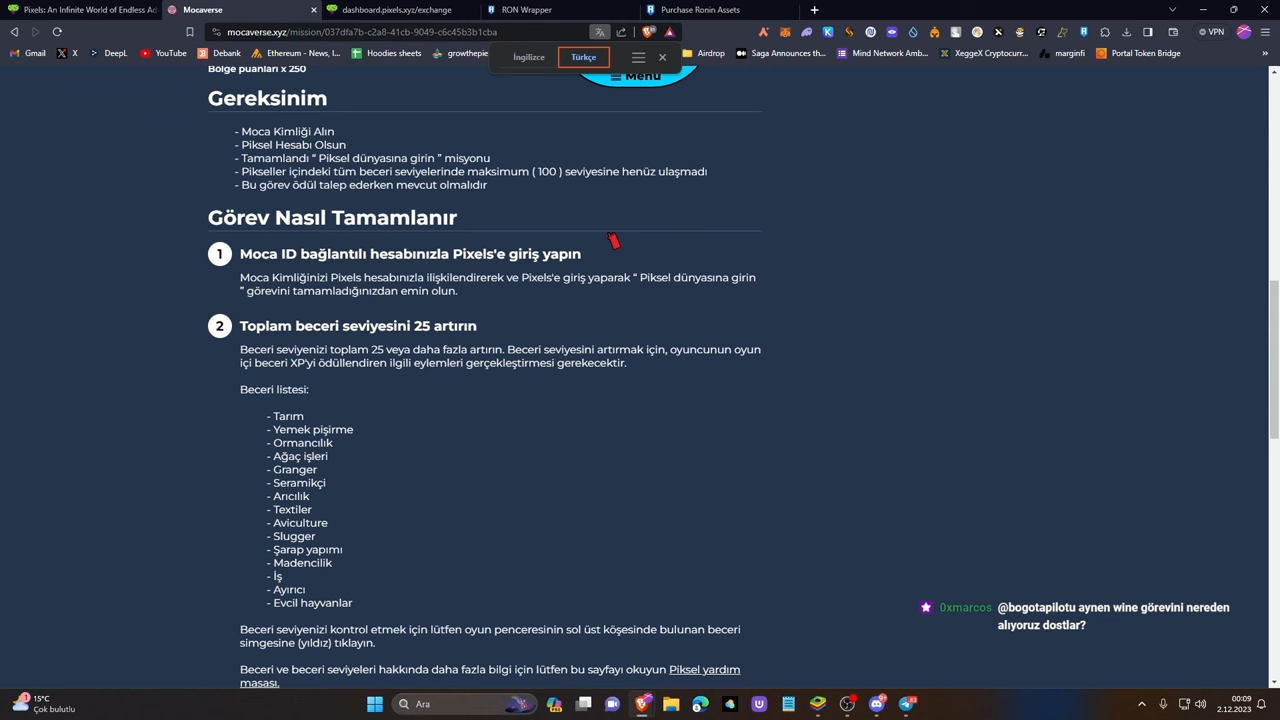 Pixels: An Infinite World of Endless Ad
Mocaverse
dashboard.pixels.xyz/exchange
RON Wrapper
Purchase Ronin Assets
mocaverse.xyz/mission/037dfa7b-c2a8-41cb-9049-c6c45b3b1cba
VPN
Gmail
X
DeepL
YouTube
Debank
Ethereum - News, I...
Hoodies sheets
growthepie
Airdrop
Saga Announces th...
Mind Network Amb...
XeggeX Cryptocurr...
marginfi
Portal Token Bridge
İngilizce
Türkçe
Menü
Bölge puanları x 250
Gereksinim
- Moca Kimliği Alın
- Piksel Hesabı Olsun
- Tamamlandı “ Piksel dünyasına girin ” misyonu
- Pikseller içindeki tüm beceri seviyelerinde maksimum ( 100 ) seviyesine henüz ulaşmadı
- Bu görev ödül talep ederken mevcut olmalıdır
Görev Nasıl Tamamlanır
1 Moca ID bağlantılı hesabınızla Pixels'e giriş yapın
Moca Kimliğinizi Pixels hesabınızla ilişkilendirerek ve Pixels'e giriş yaparak “ Piksel dünyasına girin
” görevini tamamladığınızdan emin olun.
2 Toplam beceri seviyesini 25 artırın
Beceri seviyenizi toplam 25 veya daha fazla artırın. Beceri seviyesini artırmak için, oyuncunun oyun
içi beceri XP'yi ödüllendiren ilgili eylemleri gerçekleştirmesi gerekecektir.
Beceri listesi:
- Tarım
- Yemek pişirme
- Ormancılık
- Ağaç işleri
- Granger
- Seramikçi
- Arıcılık
- Textiler
- Aviculture
- Slugger
- Şarap yapımı
- Madencilik
- İş
- Ayırıcı
- Evcil hayvanlar
Beceri seviyenizi kontrol etmek için lütfen oyun penceresinin sol üst köşesinde bulunan beceri
simgesine (yıldız) tıklayın.
Beceri ve beceri seviyeleri hakkında daha fazla bilgi için lütfen bu sayfayı okuyun Piksel yardım
masası.
0xmarcos @bogotapilotu aynen wine görevini nereden
alıyoruz dostlar?
15°C
Çok bulutlu
Ara
00:09
2.12.2023